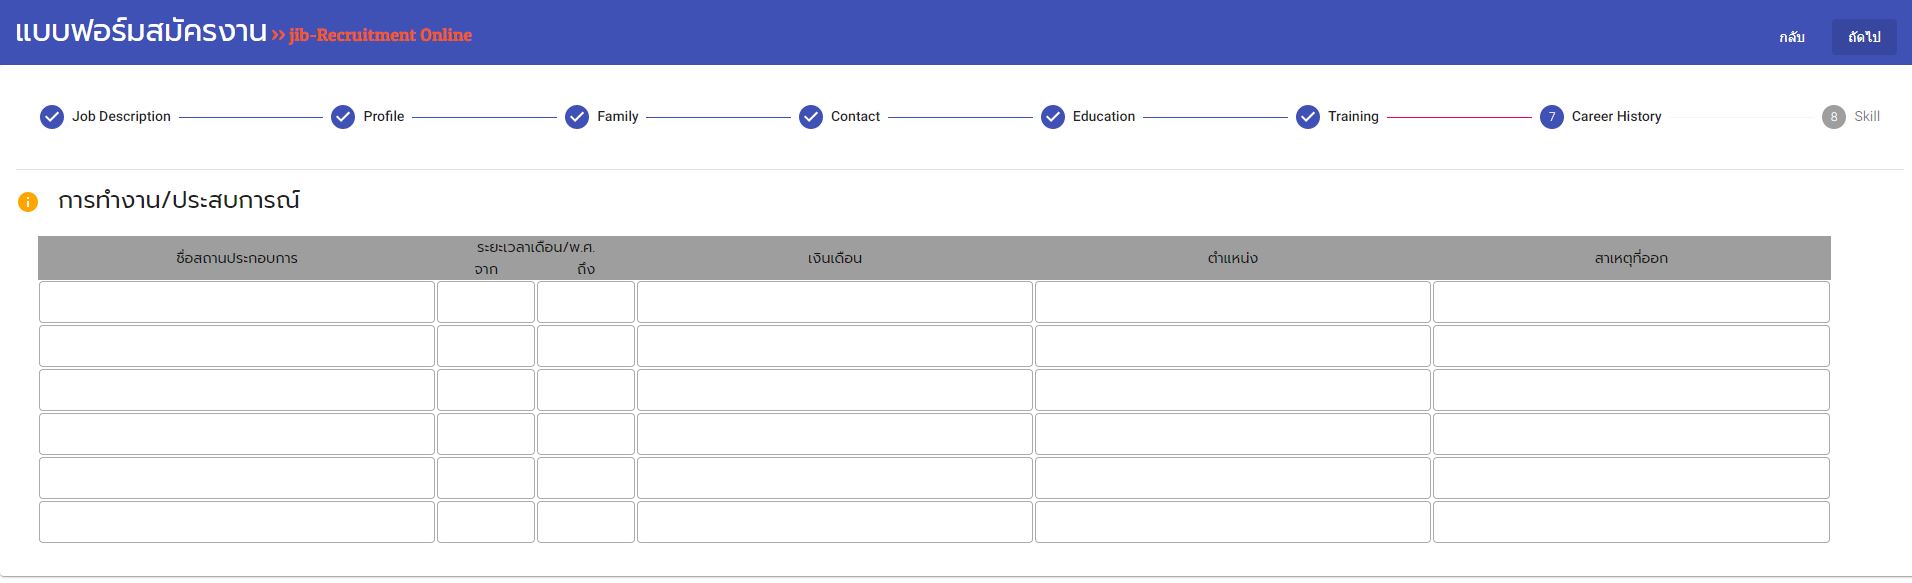 แบบฟอร์มสมัครงาน >> jib-Recruitment Online
กลับ ถัดไป
Job Description Profile Family Contact Education Training 7 Career History 8 Skill
การทำงาน/ประสบการณ์
ชื่อสถานประกอบการ ระยะเวลาเดือน/พ.ศ. เงินเดือน ตำแหน่ง สาเหตุที่ออก
จาก ถึง